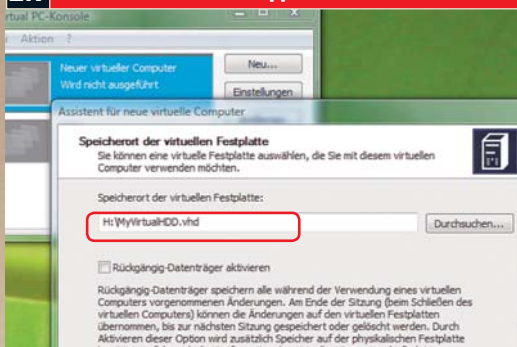 rtual PC-Konsole
Aktion ?
Neuer virtueller Computer
Wird nicht ausgeführt
Neu...
Einstellungen
Assistent für neue virtuelle Computer
Speicherort der virtuellen Festplatte
Sie können eine virtuelle Festplatte auswählen, die Sie mit diesem virtuellen
Computer verwenden möchten.
Speicherort der virtuellen Festplatte:
H:\MyVirtualHDD.vhd
Durchsuchen...
Rückgängig-Datenträger aktivieren
Rückgängig-Datenträger speichern alle während der Verwendung eines virtuellen
Computers vorgenommenen Änderungen. Am Ende der Sitzung (beim Schließen des
virtuellen Computers) können die Änderungen auf den virtuellen Festplatten
übernommen, bis zur nächsten Sitzung gespeichert oder gelöscht werden. Durch
Aktivieren dieser Option wird zusätzlich Speicher auf der physikalischen Festplatte